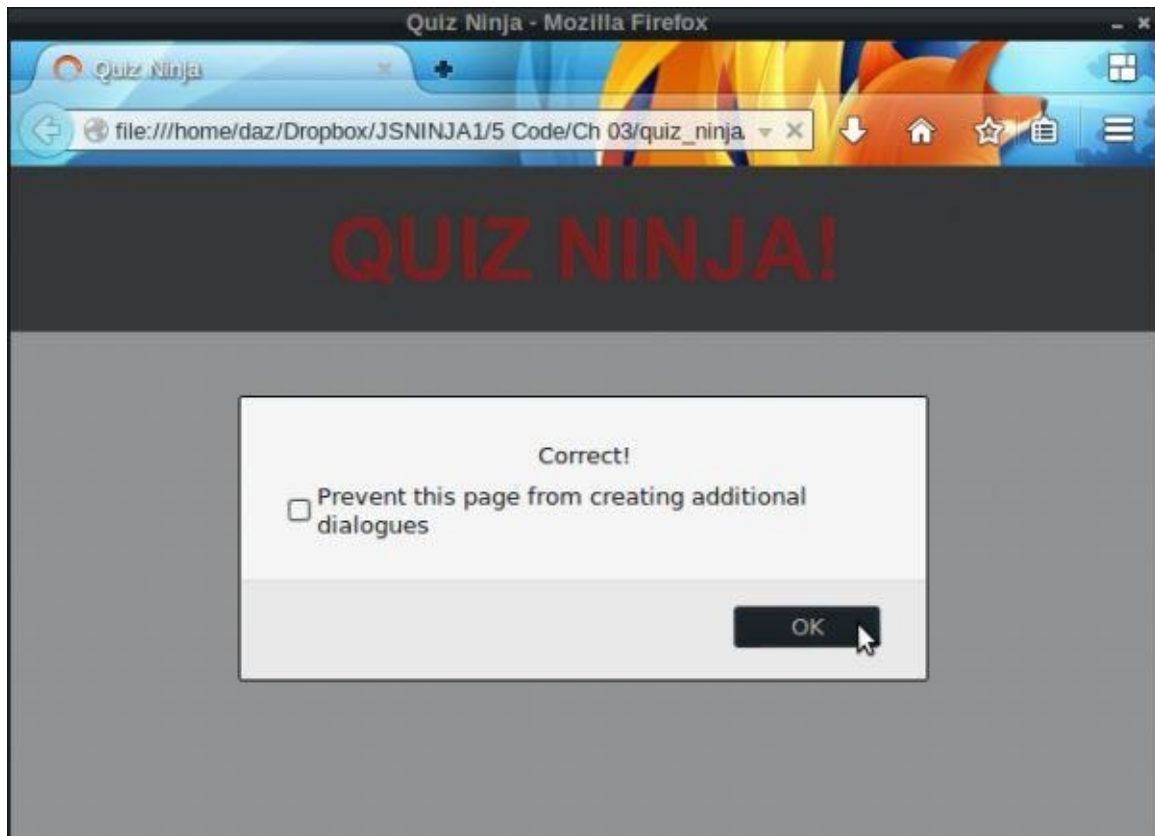 Quiz Ninja - Mozilla Firefox
Quiz Ninja
file:///home/daz/Dropbox/JSNINJA1/5 Code/Ch 03/quiz_ninja
QUIZ NINJA!
Correct!
Prevent this page from creating additional
dialogues
OK